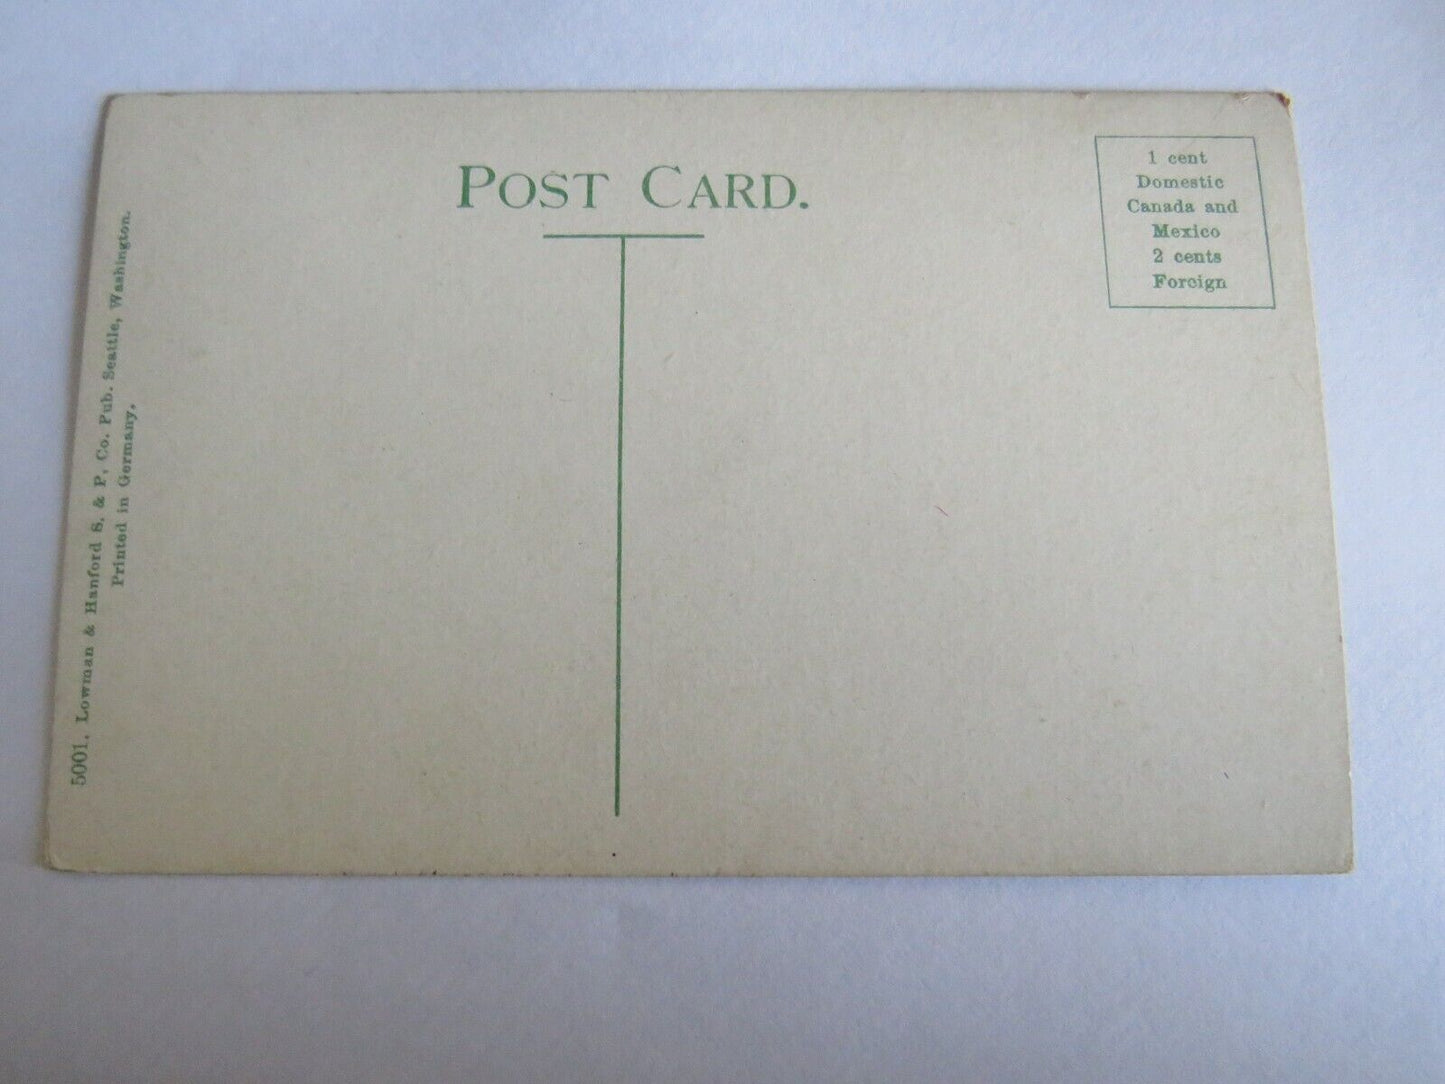 POST CARD.
1 cent
Domestic
Canada and
Mexico
2 cents
Foreign
5001. Lowman & Hanford S. & P. Co. Pub. Seattle, Washington.
Printed in Germany.